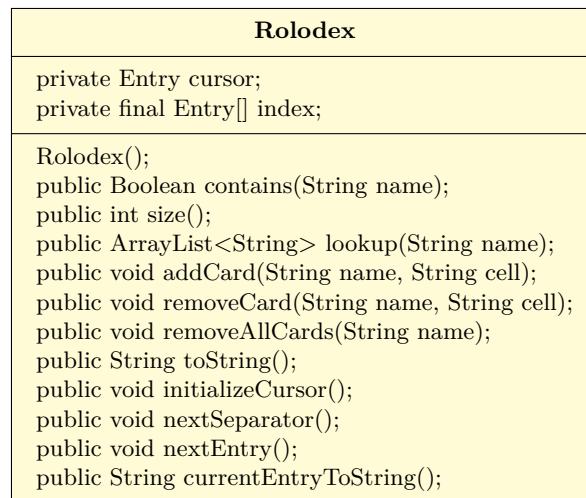 Rolodex
private Entry cursor;
private final Entry[] index;
Rolodex();
public Boolean contains(String name);
public int size();
public ArrayList<String> lookup(String name);
public void addCard(String name, String cell);
public void removeCard(String name, String cell);
public void removeAllCards(String name);
public String toString();
public void initializeCursor();
public void nextSeparator();
public void nextEntry();
public String currentEntryToString();